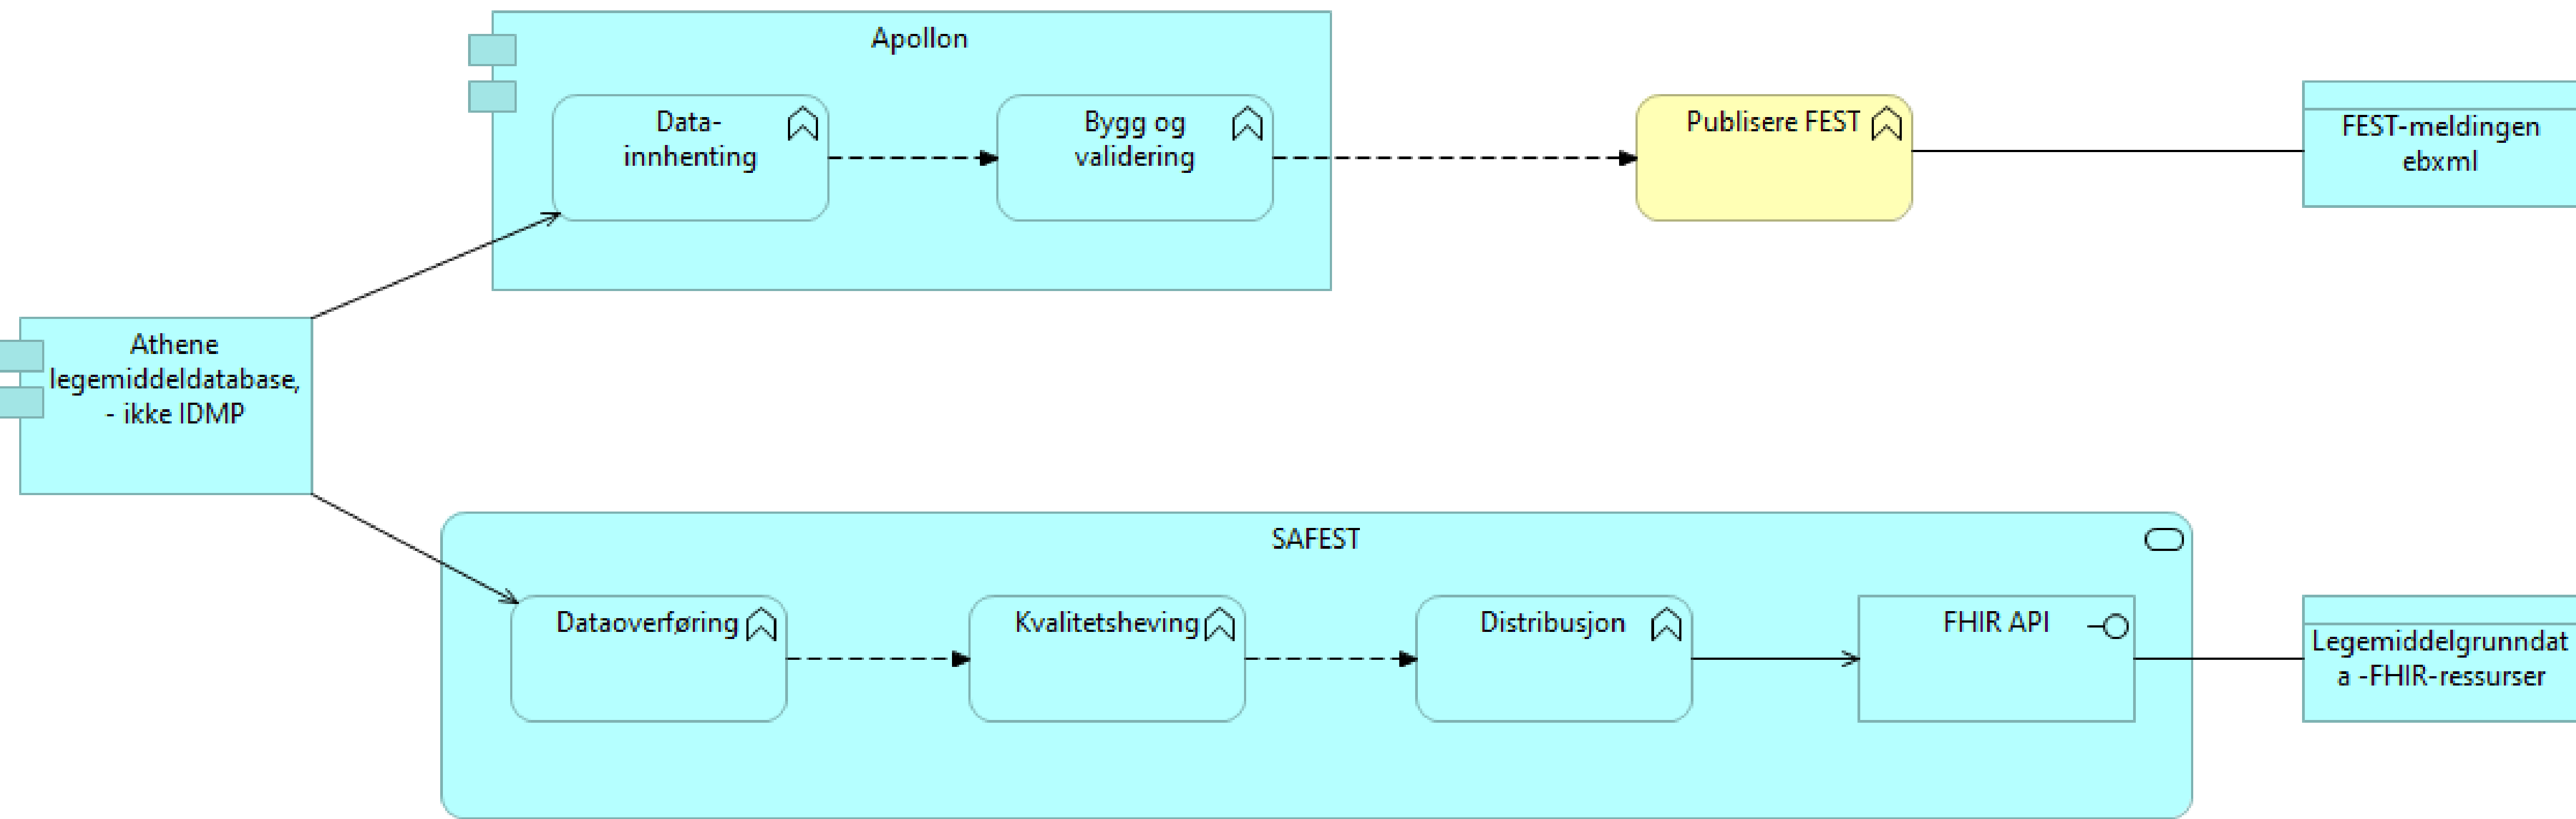 Apollon
Data-
innhenting
Bygg og
validering
Publisere FEST
FEST-meldingen
ebxml
Athene
legemiddeldatabase,
- ikke IDMP
SAFEST
Dataoverføring
Kvalitetsheving
Distribusjon
FHIR API
Legemiddelgrunndat
a -FHIR-ressurser